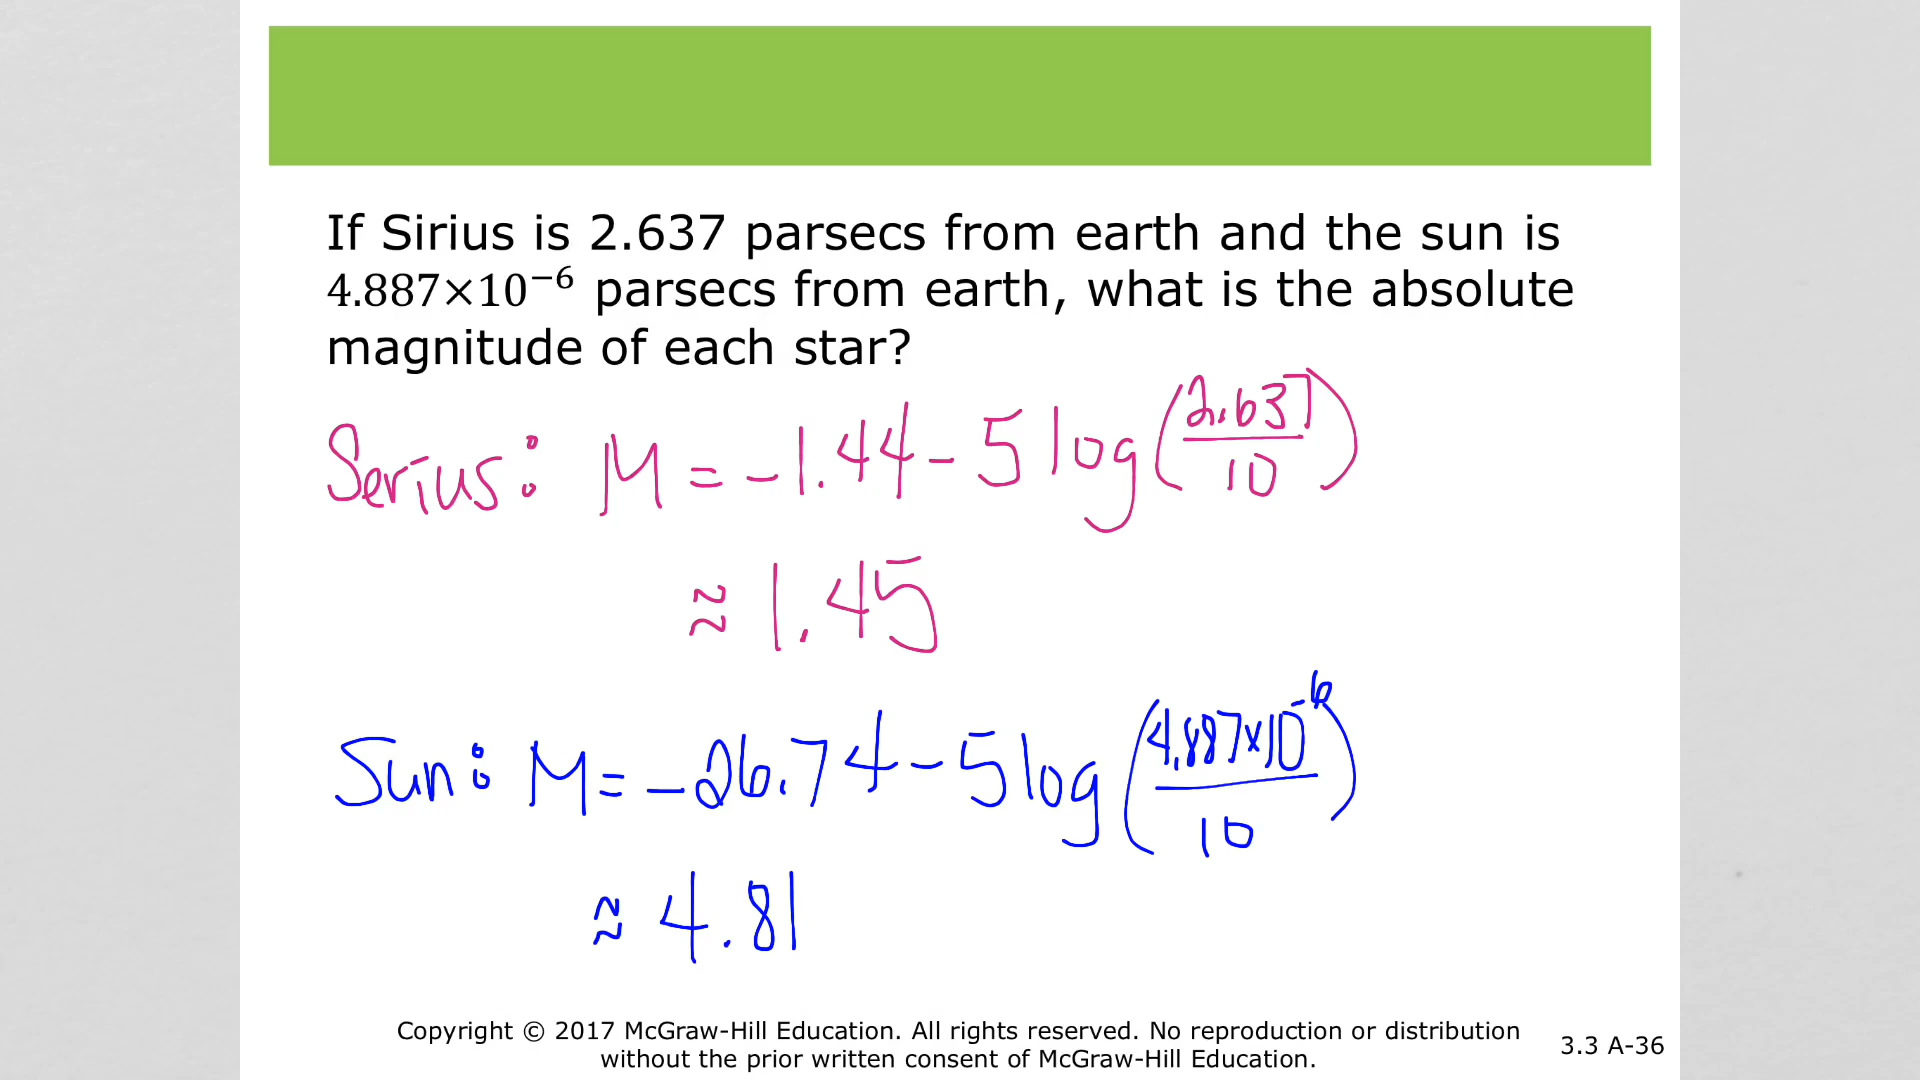 If Sirius is 2.637 parsecs from earth and the sun is
4.887×10⁻⁶ parsecs from earth, what is the absolute
magnitude of each star?
Serius: M = -1.44 - 5 log(2.637/10)
≈ 1.45
Sun: M = -26.74 - 5 log(4.887×10⁻⁶/10)
≈ 4.81
Copyright © 2017 McGraw-Hill Education. All rights reserved. No reproduction or distribution
without the prior written consent of McGraw-Hill Education.
3.3 A-36